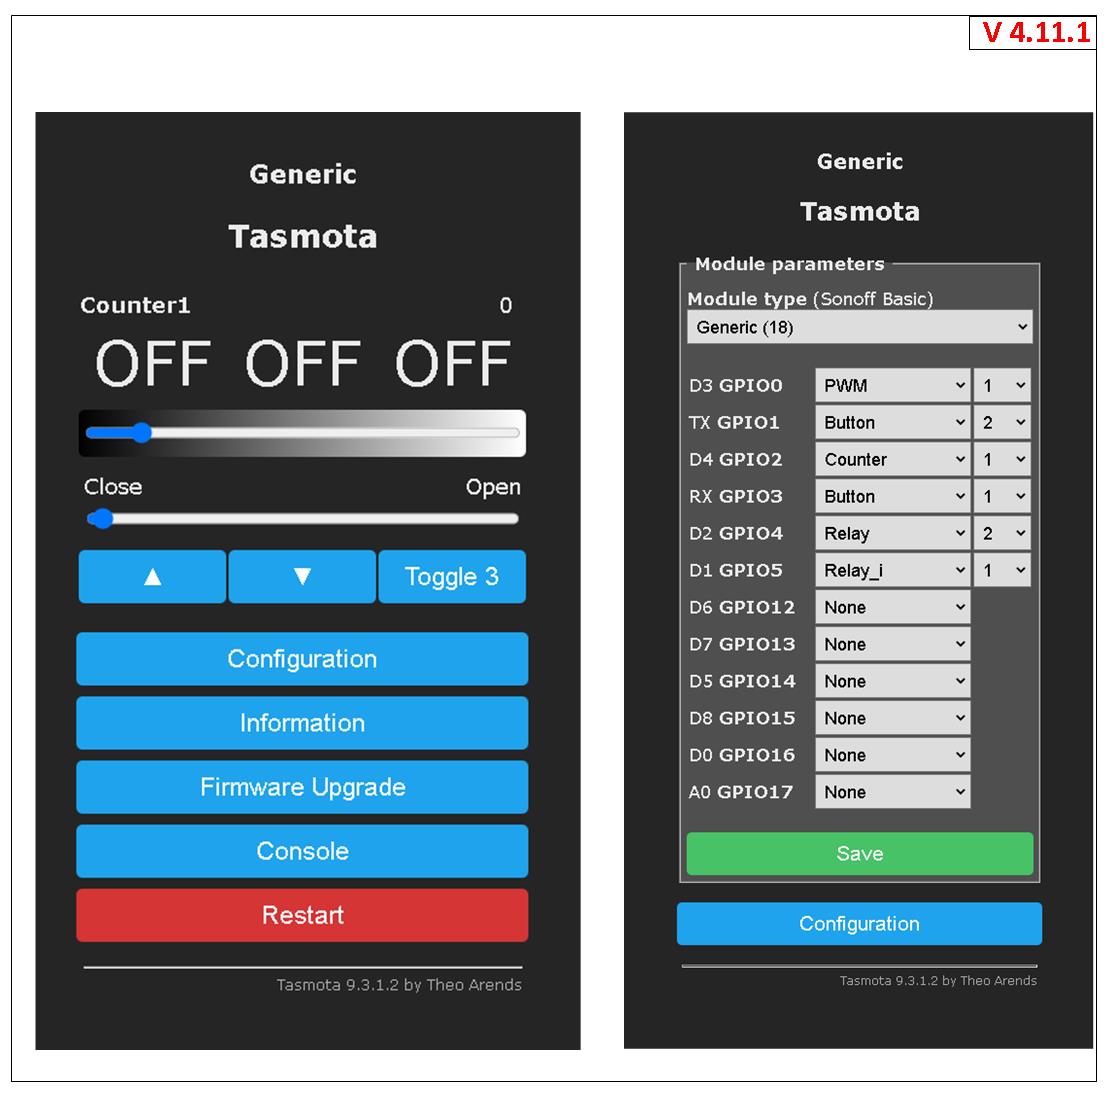 V 4.11.1
Generic
Tasmota
Counter1 0
OFF OFF OFF
Close Open
▲ ▼ Toggle 3
Configuration
Information
Firmware Upgrade
Console
Restart
Tasmota 9.3.1.2 by Theo Arends
Generic
Tasmota
Module parameters
Module type (Sonoff Basic)
Generic (18)
D3 GPIO0 PWM 1
TX GPIO1 Button 2
D4 GPIO2 Counter 1
RX GPIO3 Button 1
D2 GPIO4 Relay 2
D1 GPIO5 Relay_i 1
D6 GPIO12 None
D7 GPIO13 None
D5 GPIO14 None
D8 GPIO15 None
D0 GPIO16 None
A0 GPIO17 None
Save
Configuration
Tasmota 9.3.1.2 by Theo Arends